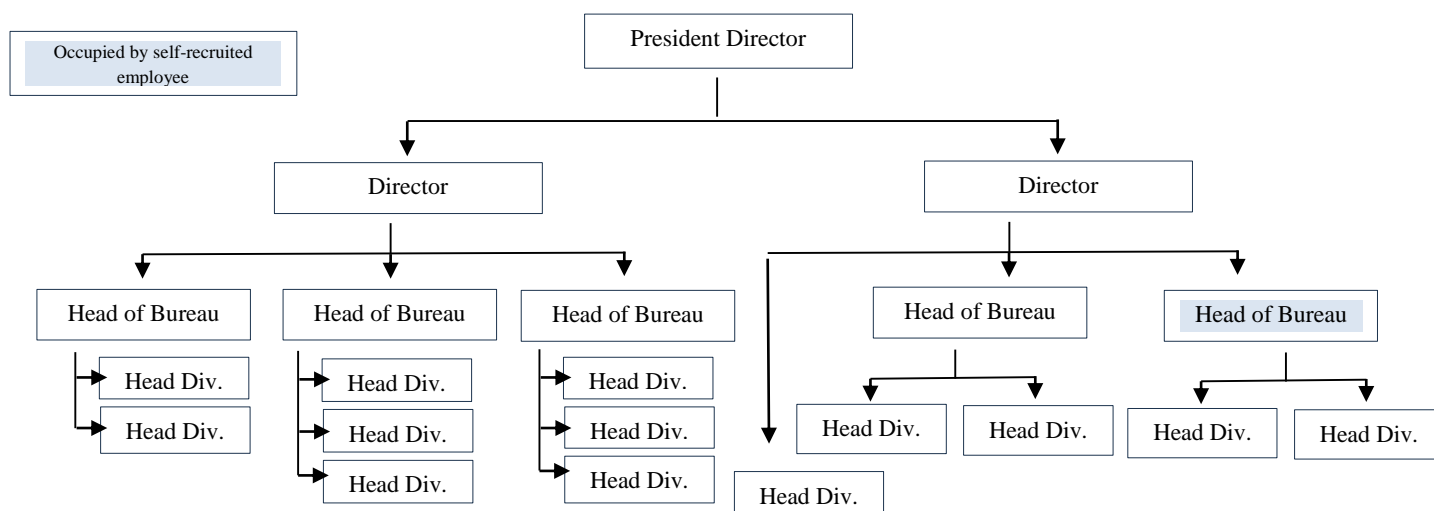 President Director
Occupied by self-recruited
employee
Director
Director
Head of Bureau
Head of Bureau
Head of Bureau
Head of Bureau
Head of Bureau
Head Div.
Head Div.
Head Div.
Head Div.
Head Div.
Head Div.
Head Div.
Head Div.
Head Div.
Head Div.
Head Div.
Head Div.
Head Div.